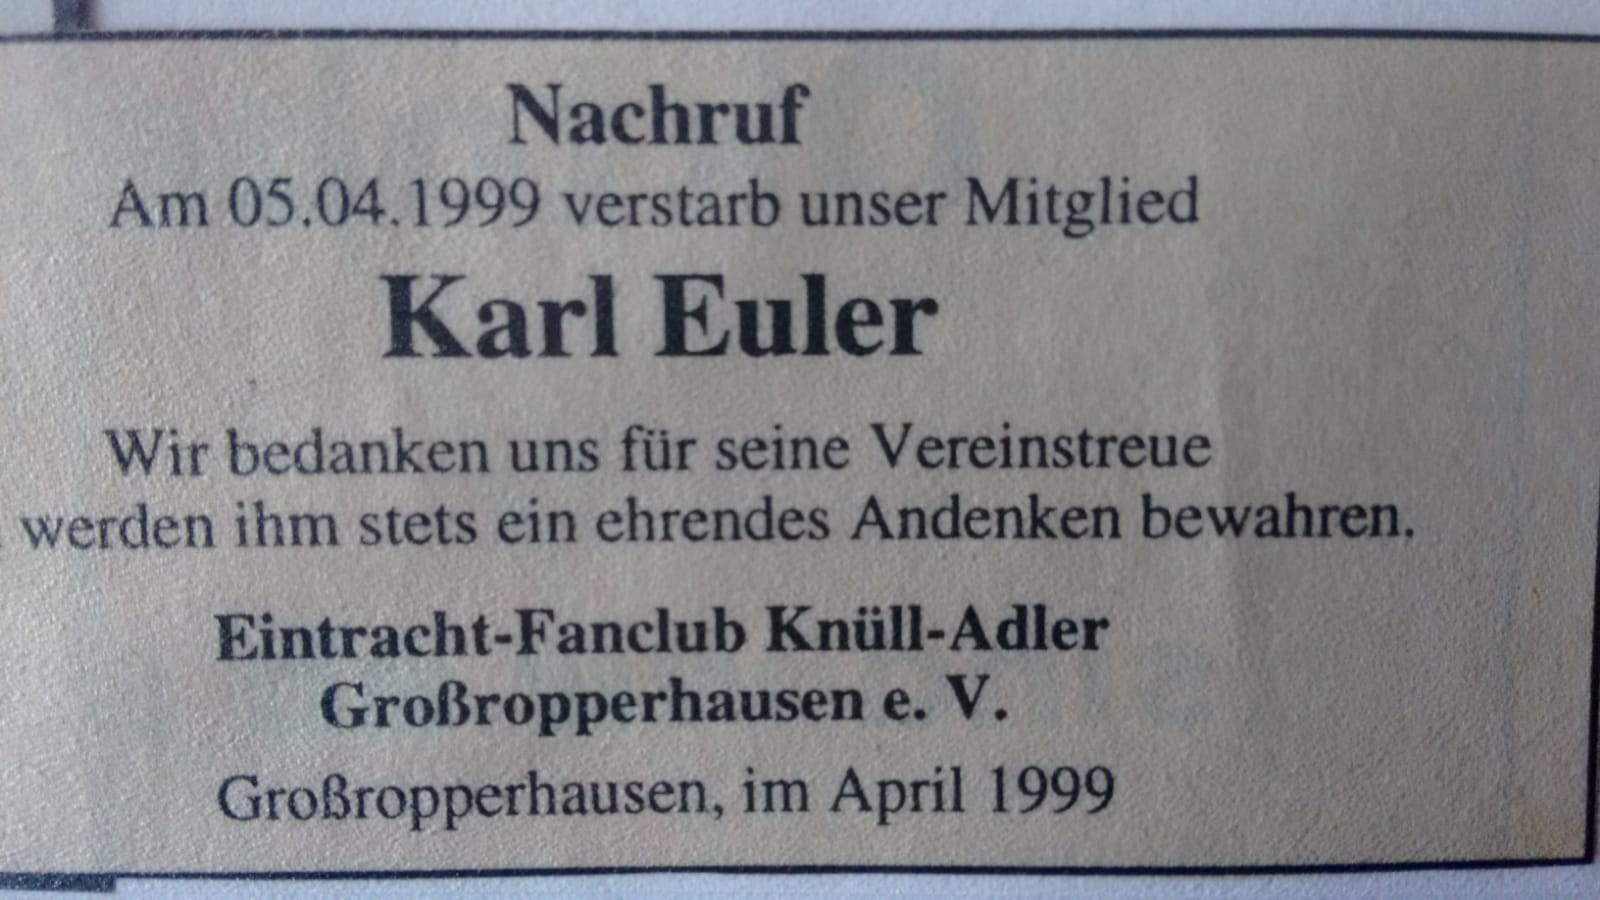 Nachruf
Am 05.04.1999 verstarb unser Mitglied
Karl Euler
Wir bedanken uns für seine Vereinstreue
werden ihm stets ein ehrendes Andenken bewahren.
Eintracht-Fanclub Knüll-Adler
Großropperhausen e. V.
Großropperhausen, im April 1999